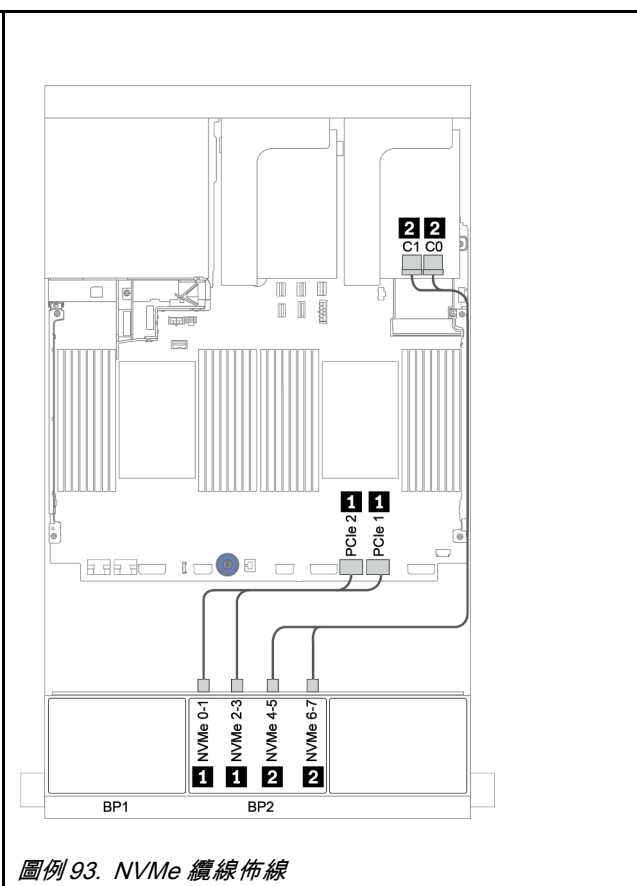 2 2
C1 C0
1 1
PCIe 2
PCIe 1
NVMe 0-1
NVMe 2-3
NVMe 4-5
NVMe 6-7
1 1 2 2
BP1 BP2
圖例 93. NVMe 纜線佈線